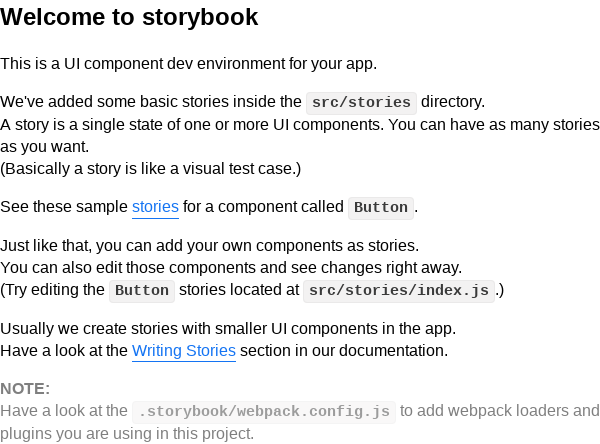 Welcome to storybook
This is a UI component dev environment for your app.
We've added some basic stories inside the src/stories directory.
A story is a single state of one or more UI components. You can have as many stories
as you want.
(Basically a story is like a visual test case.)
See these sample stories for a component called Button.
Just like that, you can add your own components as stories.
You can also edit those components and see changes right away.
(Try editing the Button stories located at src/stories/index.js.)
Usually we create stories with smaller UI components in the app.
Have a look at the Writing Stories section in our documentation.
NOTE:
Have a look at the .storybook/webpack.config.js to add webpack loaders and
plugins you are using in this project.